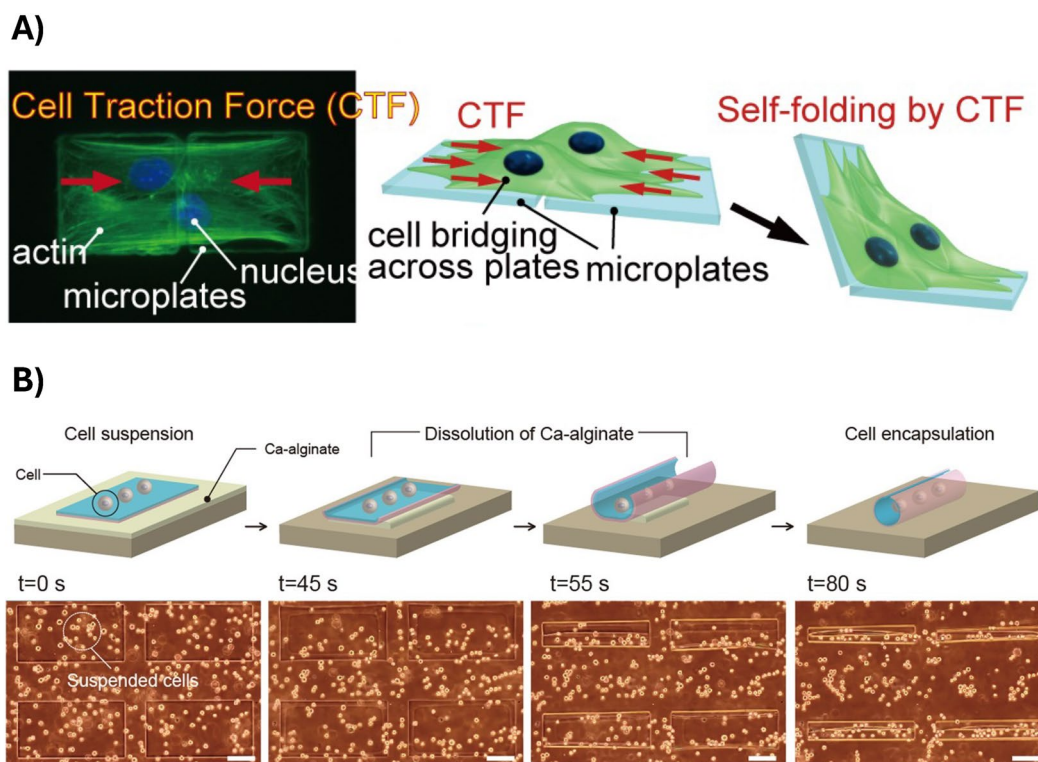 A)
Cell Traction Force (CTF)
actin
microplates
nucleus
CTF
cell bridging
across plates
microplates
Self-folding by CTF
B)
Cell suspension
Dissolution of Ca-alginate
Cell encapsulation
Cell
Ca-alginate
t=0 s
t=45 s
t=55 s
t=80 s
Suspended cells